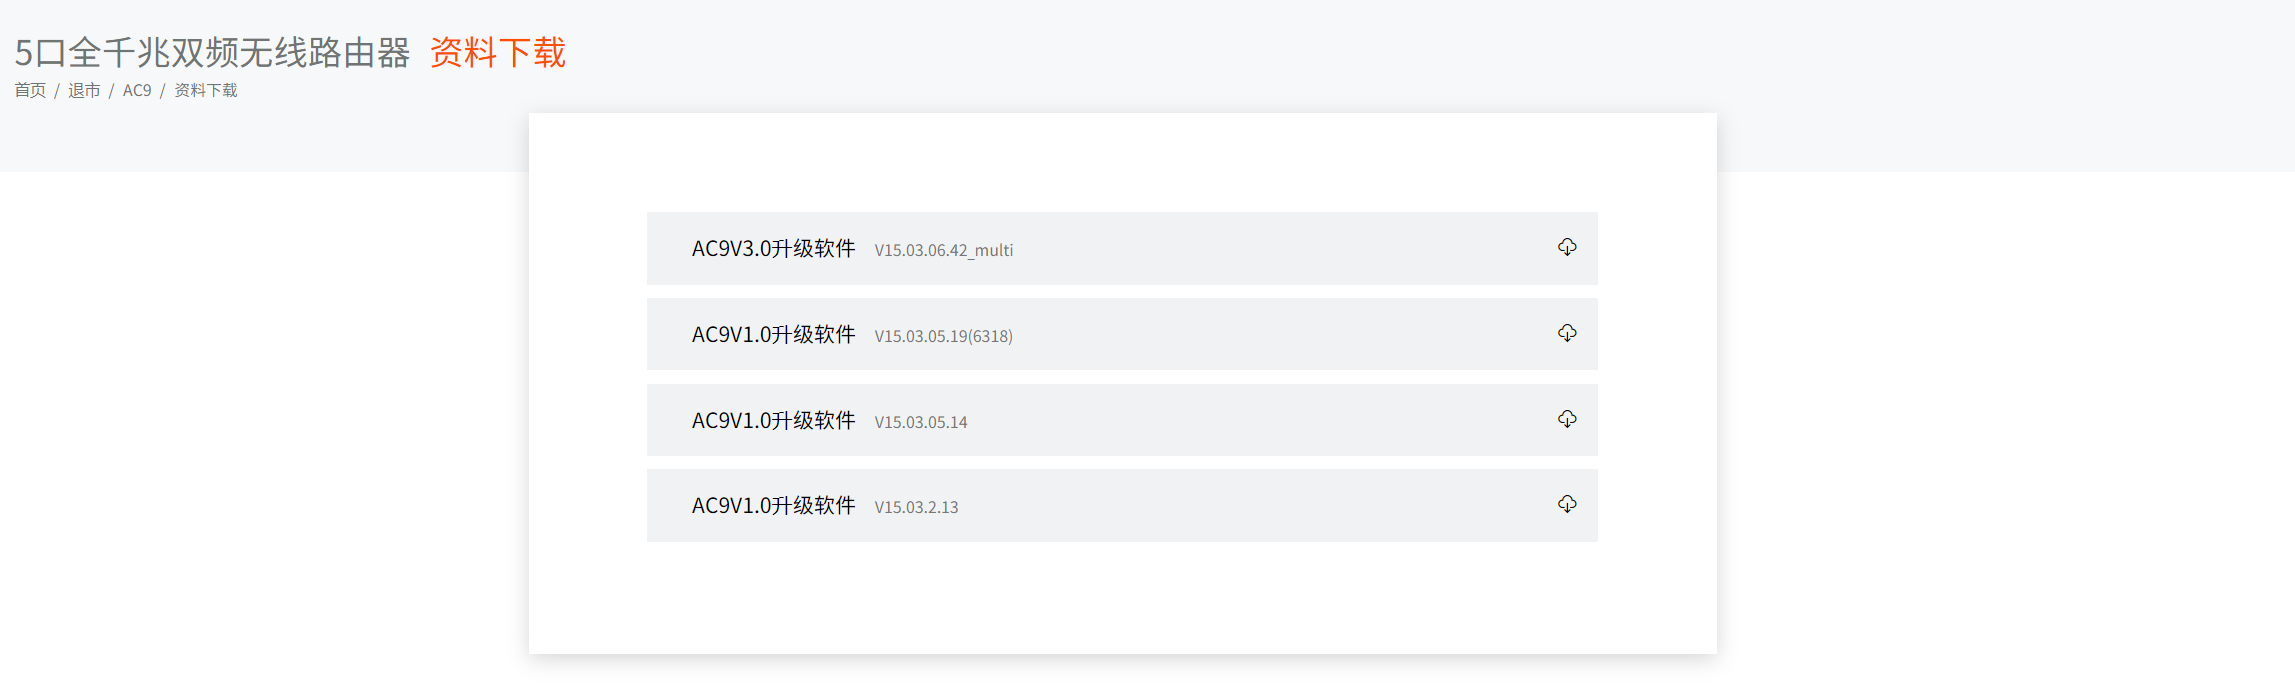 5口全千兆双频无线路由器 资料下载
首页 / 退市 / AC9 / 资料下载
AC9V3.0升级软件 V15.03.06.42_multi
AC9V1.0升级软件 V15.03.05.19(6318)
AC9V1.0升级软件 V15.03.05.14
AC9V1.0升级软件 V15.03.2.13